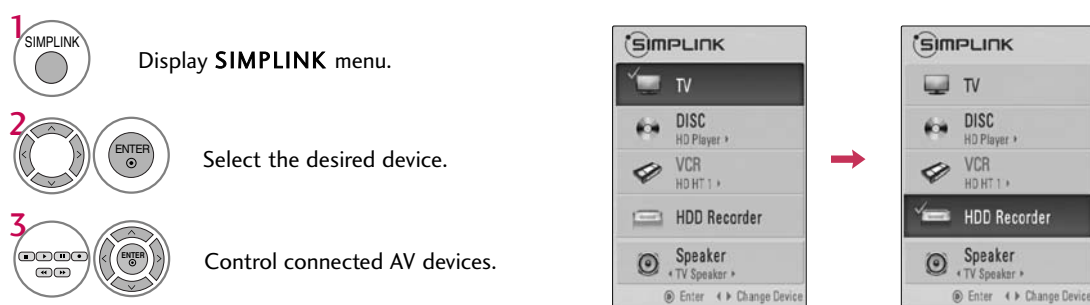 1
SIMPLINK
Display SIMPLINK menu.
2
ENTER
Select the desired device.
3
ENTER
Control connected AV devices.
SIMPLINK
TV
DISC
HD Player
VCR
HD HT 1
HDD Recorder
Speaker
TV Speaker
Enter Change Device
SIMPLINK
TV
DISC
HD Player
VCR
HD HT 1
HDD Recorder
Speaker
TV Speaker
Enter Change Device